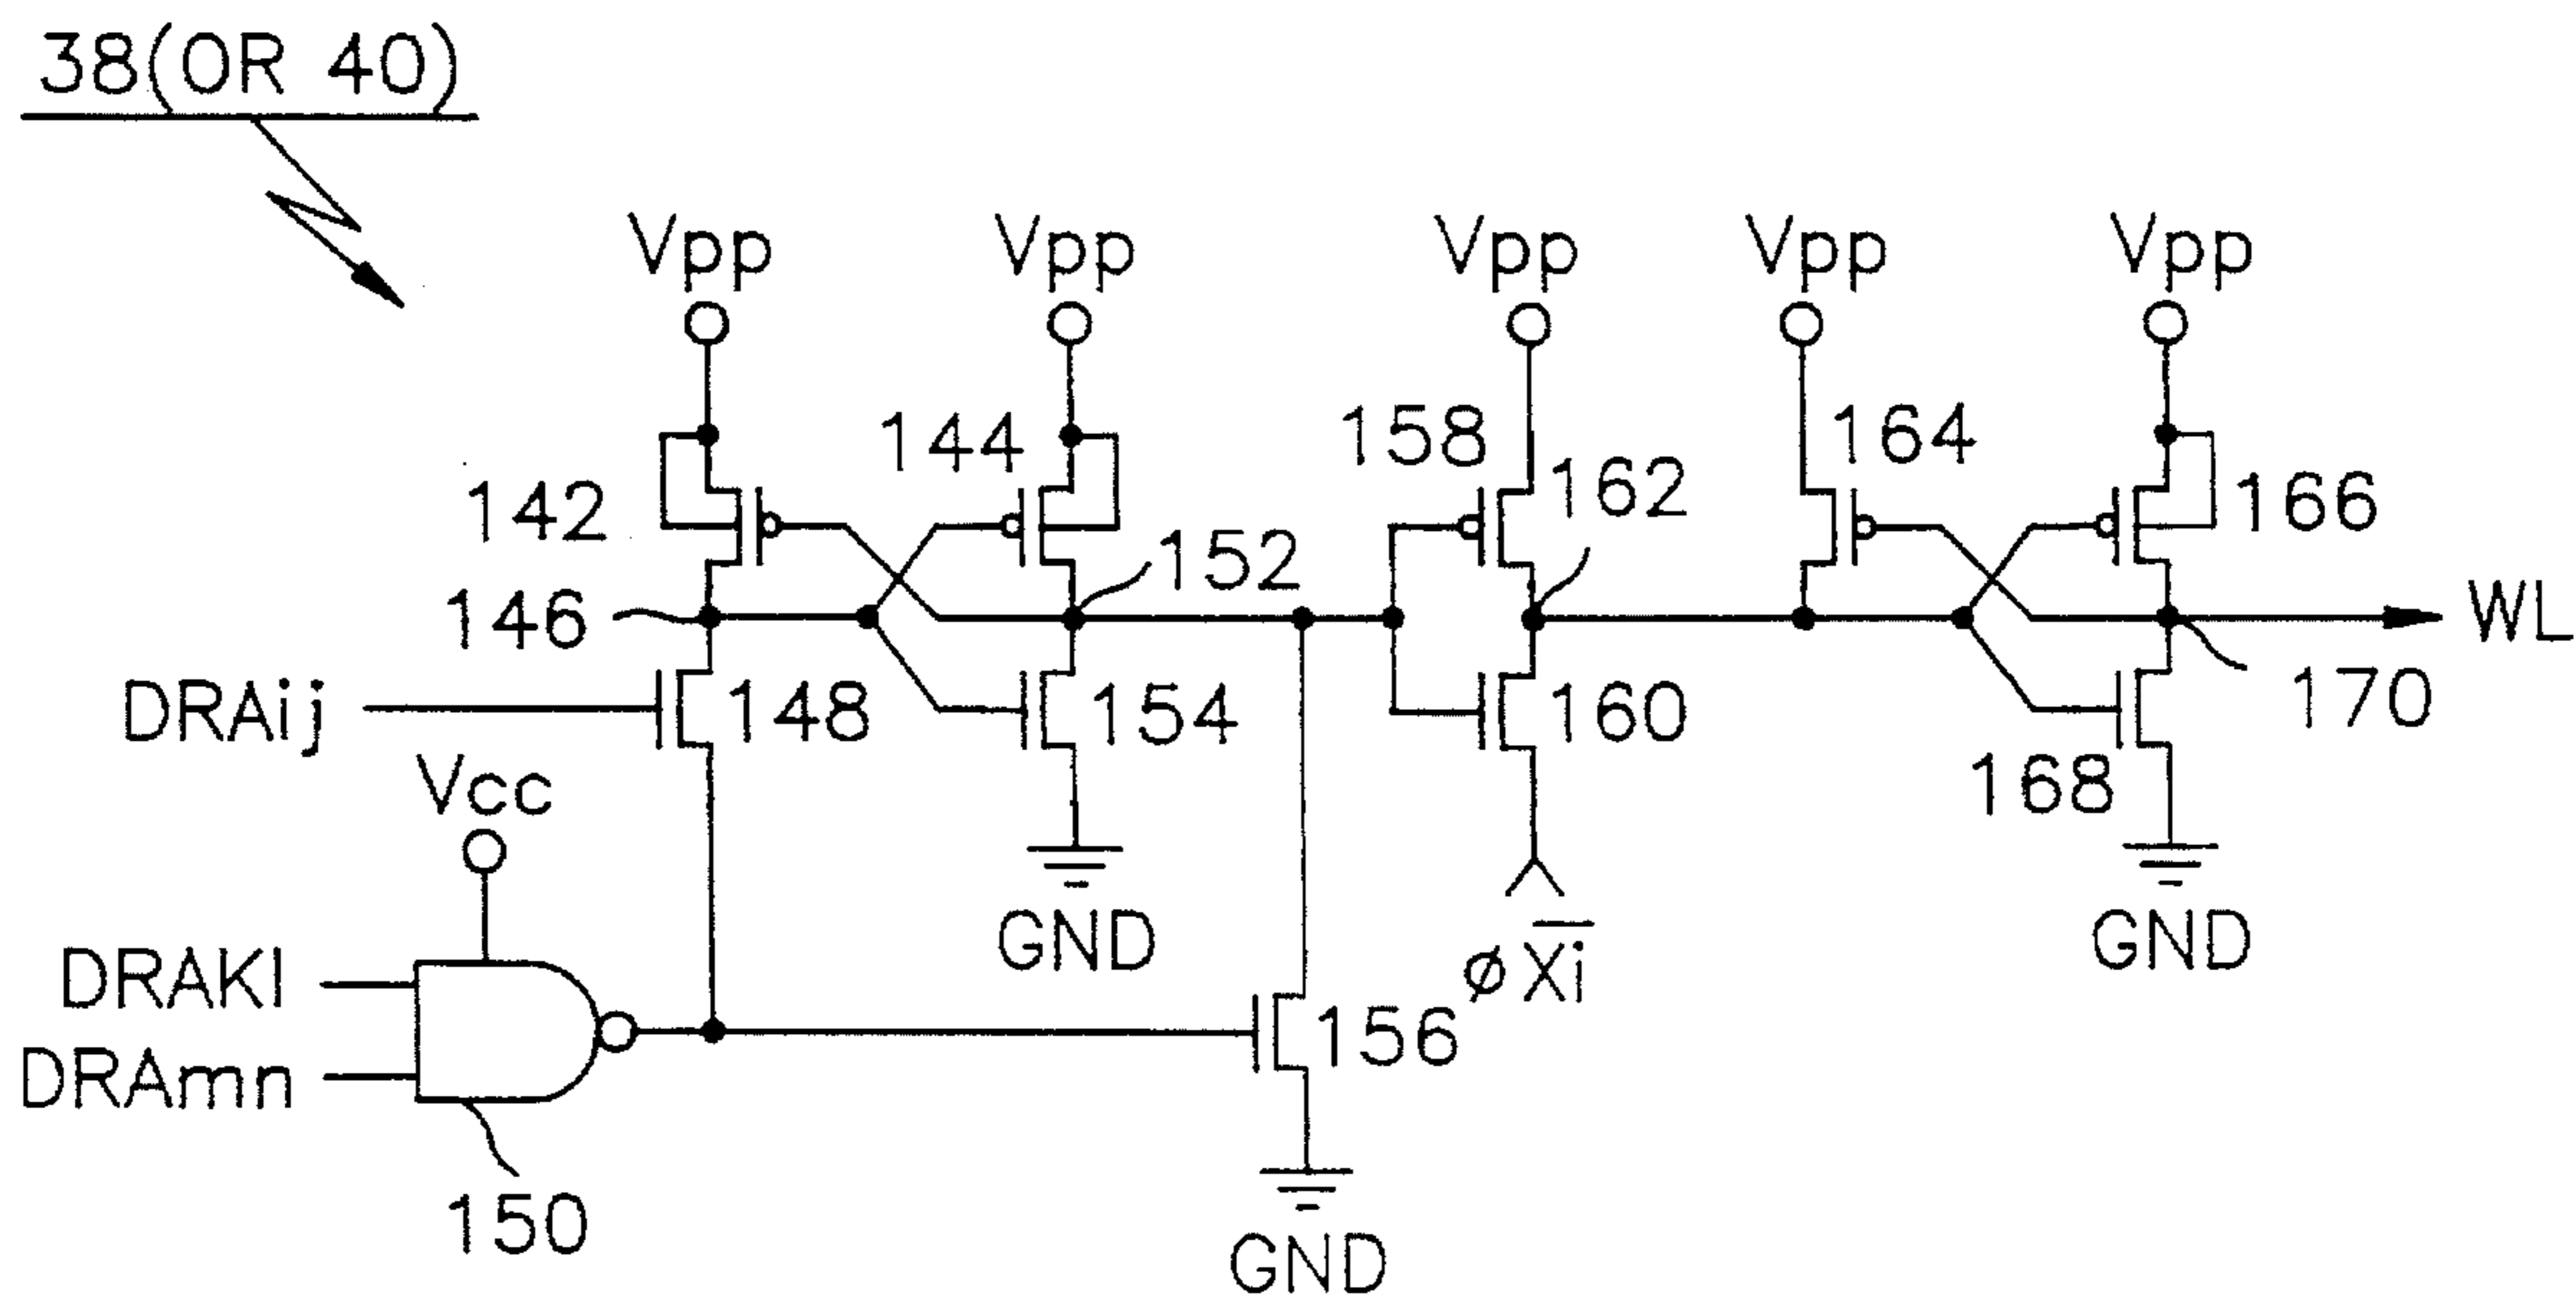 38(OR 40)
Vpp Vpp Vpp Vpp Vpp
142 144 158 162 164 166
146 152 WL
DRAij 148 154 160 168 170
Vcc
DRAKl
DRAmn
GND ϕX̅i̅ GND
156
150
GND